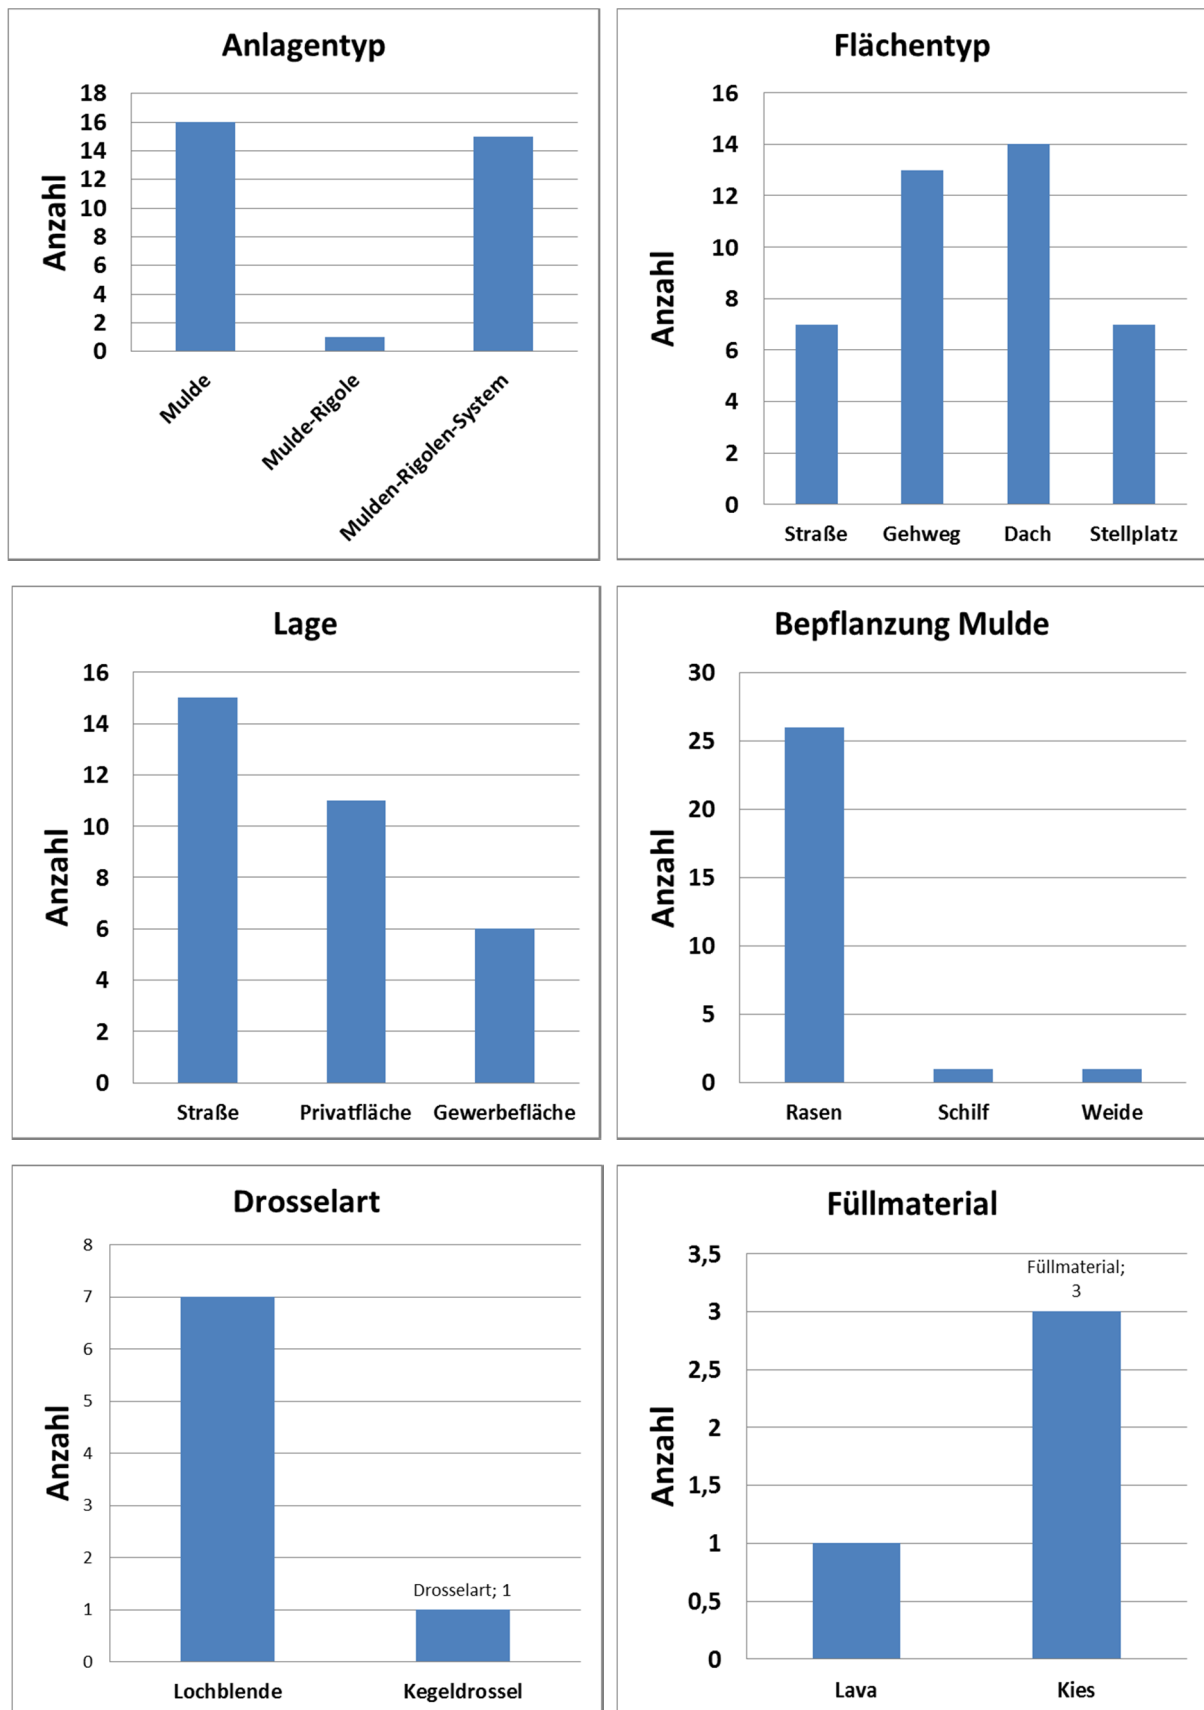 Anlagentyp
Anzahl
18
16
14
12
10
8
6
4
2
0
Mulde
Mulde-Rigole
Mulden-Rigolen-System
Flächentyp
Anzahl
16
14
12
10
8
6
4
2
0
Straße Gehweg Dach Stellplatz
Lage
Anzahl
16
14
12
10
8
6
4
2
0
Straße Privatfläche Gewerbefläche
Bepflanzung Mulde
Anzahl
30
25
20
15
10
5
0
Rasen Schilf Weide
Drosselart
Anzahl
8
7
6
5
4
3
2
1
0
Drosselart; 1
Lochblende Kegeldrossel
Füllmaterial
Anzahl
3,5
3
2,5
2
1,5
1
0,5
0
Füllmaterial;
3
Lava Kies